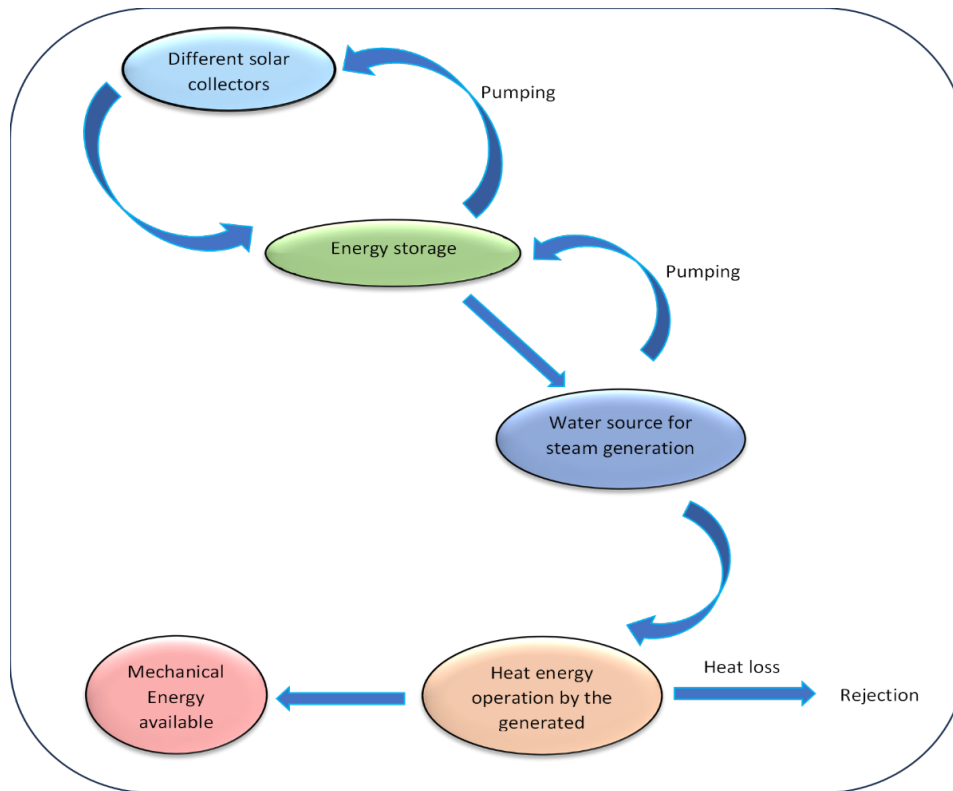 Different solar
collectors
Pumping
Energy storage
Pumping
Water source for
steam generation
Mechanical
Energy
available
Heat energy
operation by the
generated
Heat loss
Rejection